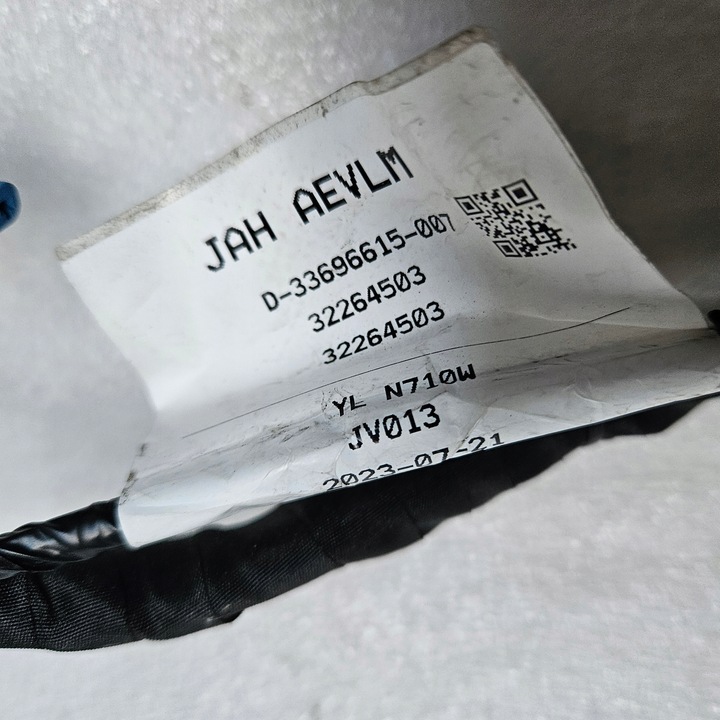 JAH AEVLM
D-33696615-007
32264503
32264503
YL N710W
JV013
2023-07-21